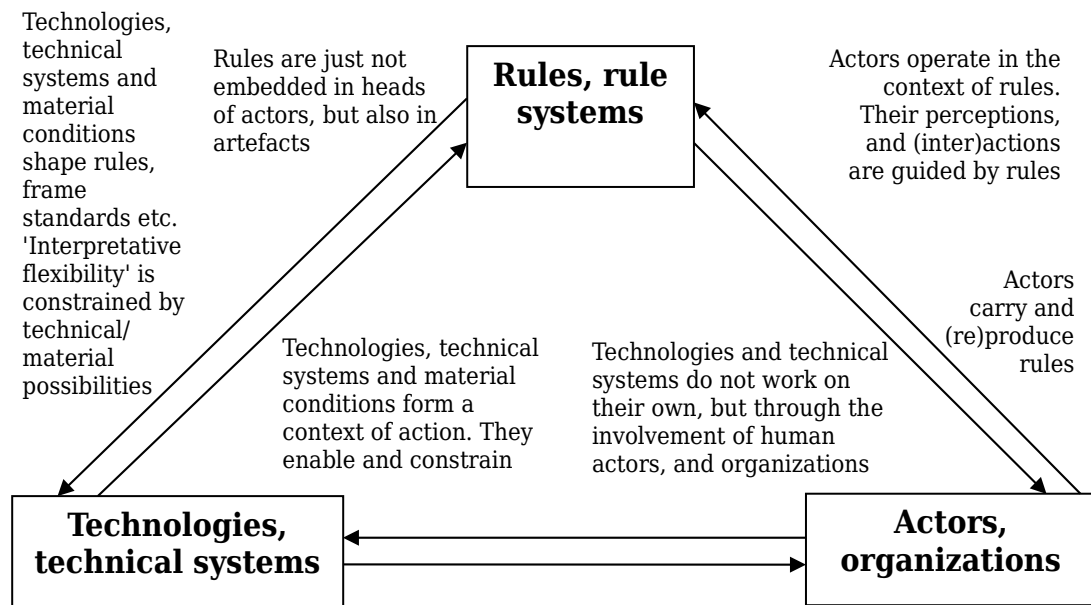 Technologies,
technical
systems and
material
conditions
shape rules,
frame
standards etc.
'Interpretative
flexibility' is
constrained by
technical/
material
possibilities
Rules are just not
embedded in heads
of actors, but also in
artefacts
Rules, rule
systems
Actors operate in the
context of rules.
Their perceptions,
and (inter)actions
are guided by rules
Actors
carry and
(re)produce
rules
Technologies, technical
systems and material
conditions form a
context of action. They
enable and constrain
Technologies and technical
systems do not work on
their own, but through the
involvement of human
actors, and organizations
Technologies,
technical systems
Actors,
organizations